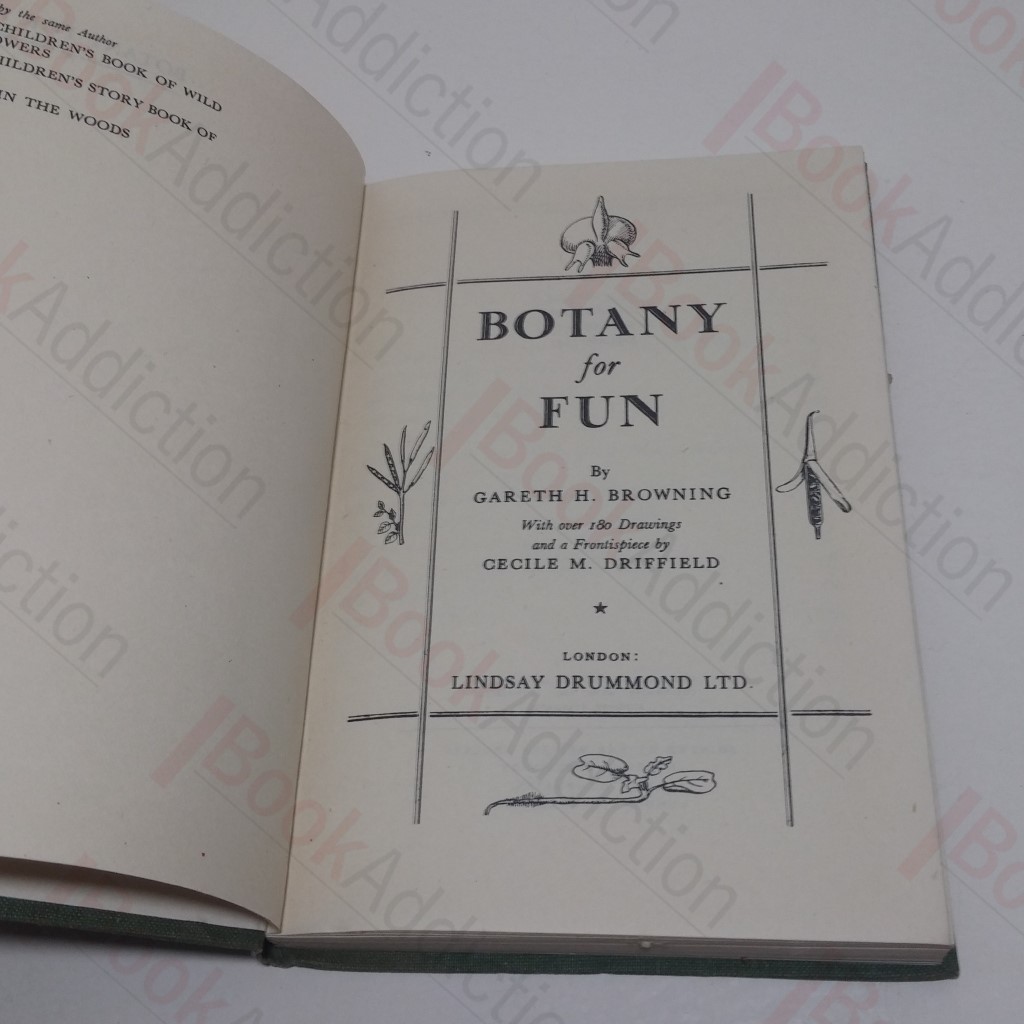 by the same Author
CHILDREN'S BOOK OF WILD
OWERS
HILDREN'S STORY BOOK OF
IN THE WOODS
BOTANY
for
FUN
By
GARETH H. BROWNING
With over 180 Drawings
and a Frontispiece by
CECILE M. DRIFFIELD
LONDON:
LINDSAY DRUMMOND LTD.
BookAddiction